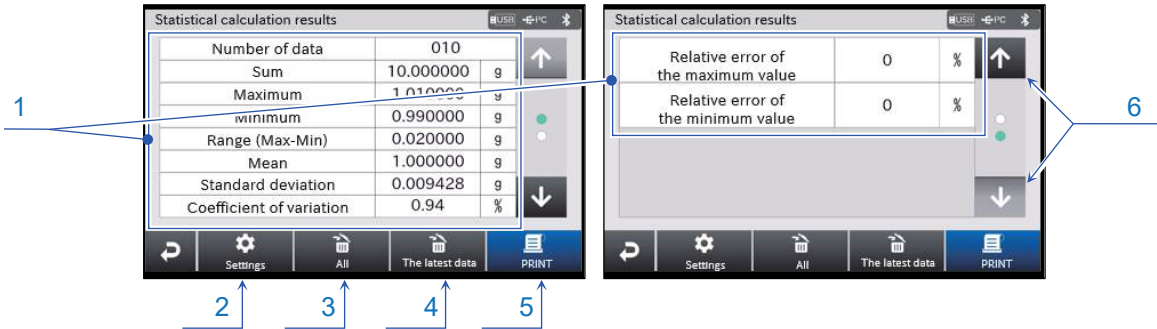 Statistical calculation results
USB PC
Number of data 010
Sum 10.000000 g
Maximum 1.010000 g
Minimum 0.990000 g
Range (Max-Min) 0.020000 g
Mean 1.000000 g
Standard deviation 0.009428 g
Coefficient of variation 0.94 %
Settings
All
The latest data
PRINT
Statistical calculation results
USB PC
Relative error of
the maximum value 0 %
Relative error of
the minimum value 0 %
Settings
All
The latest data
PRINT
1
6
2
3
4
5